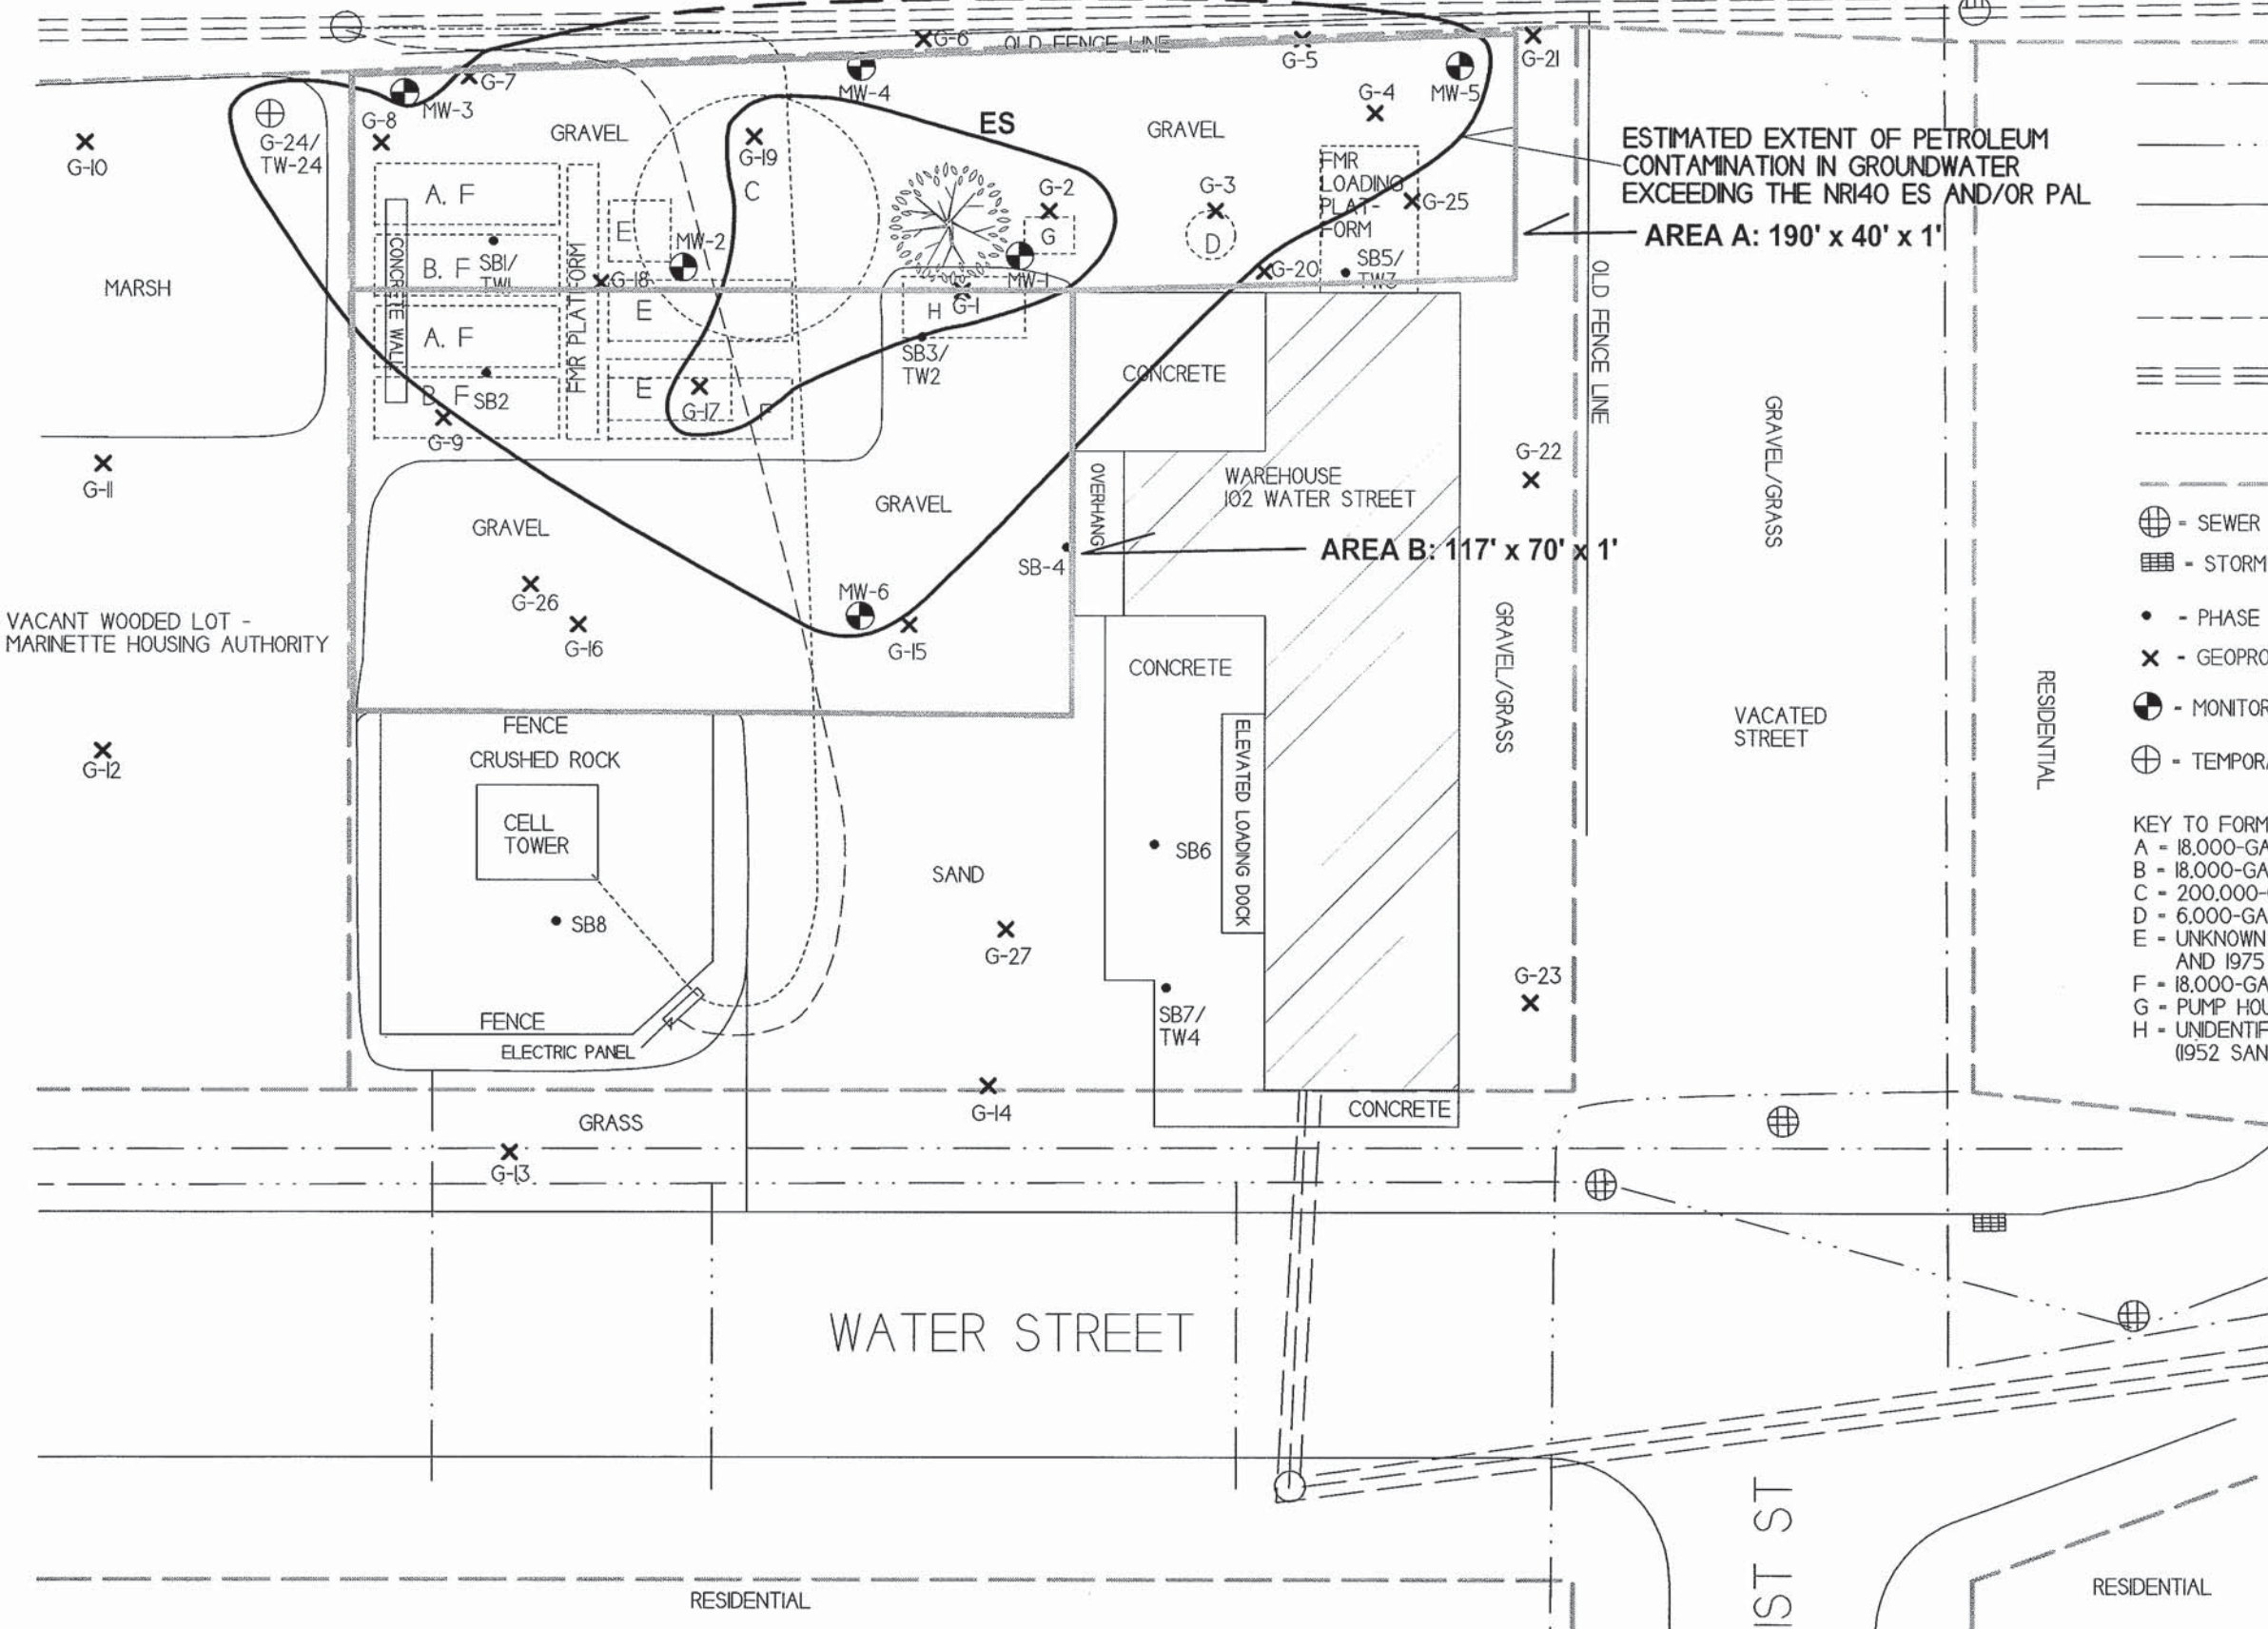 G-6
OLD FENCE LINE
G-5
G-21
G-7
MW-3
MW-4
G-4
MW-5
G-8
GRAVEL
ES
GRAVEL
G-10
G-24/
TW-24
G-19
C
G-2
G-3
FMR
LOADING
PLAT-
FORM
G-25
ESTIMATED EXTENT OF PETROLEUM
CONTAMINATION IN GROUNDWATER
EXCEEDING THE NR140 ES AND/OR PAL
AREA A: 190' x 40' x 1'
A, F
E
MW-2
G
D
MARSH
CONCRETE WALL
B, F
SB1/
TW1
FMR PLATFORM
G-18
MW-1
G-20
SB5/
TW3
OLD FENCE LINE
E
H
G-1
A, F
SB3/
TW2
CONCRETE
B, F
SB2
E
G-17
F
G-9
G-11
G-22
GRAVEL/GRASS
OVERHANG
WAREHOUSE
102 WATER STREET
GRAVEL
GRAVEL
SB-4
AREA B: 117' x 70' x 1'
= SEWER
= STORM
G-26
MW-6
G-16
G-15
GRAVEL/GRASS
VACANT WOODED LOT -
MARINETTE HOUSING AUTHORITY
- PHASE
- GEOPRO
- MONITOR
- TEMPORA
CONCRETE
VACATED
STREET
RESIDENTIAL
G-12
FENCE
CRUSHED ROCK
CELL
TOWER
ELEVATED LOADING DOCK
SB6
SAND
SB8
G-27
G-23
SB7/
TW4
FENCE
ELECTRIC PANEL
KEY TO FORM
A = 18,000-GA
B = 18,000-GA
C = 200,000-
D = 6,000-GA
E = UNKNOWN
AND 1975
F = 18,000-GA
G = PUMP HOU
H = UNIDENTIF
(1952 SAN
G-14
CONCRETE
GRASS
G-13
WATER STREET
1ST ST
RESIDENTIAL
RESIDENTIAL